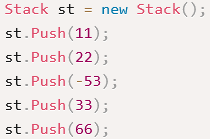 Stack st = new Stack();
st.Push(11);
st.Push(22);
st.Push(-53);
st.Push(33);
st.Push(66);